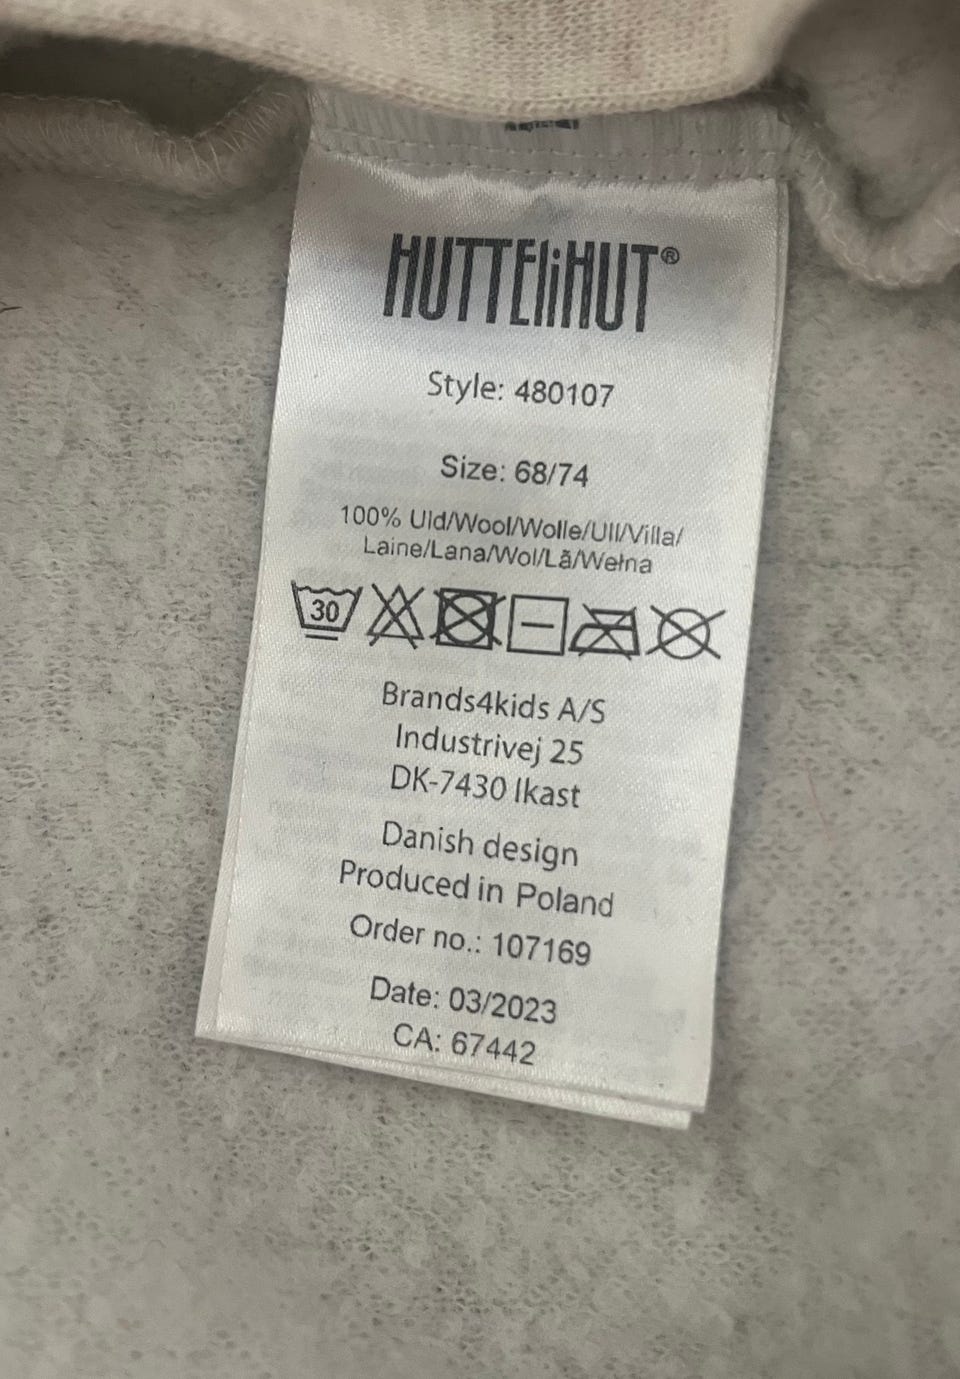 HUTTEliHUT®
Style: 480107
Size: 68/74
100% Uld/Wool/Wolle/Ull/Villa/
Laine/Lana/Wol/Lã/Wełna
30
Brands4kids A/S
Industrivej 25
DK-7430 Ikast
Danish design
Produced in Poland
Order no.: 107169
Date: 03/2023
CA: 67442